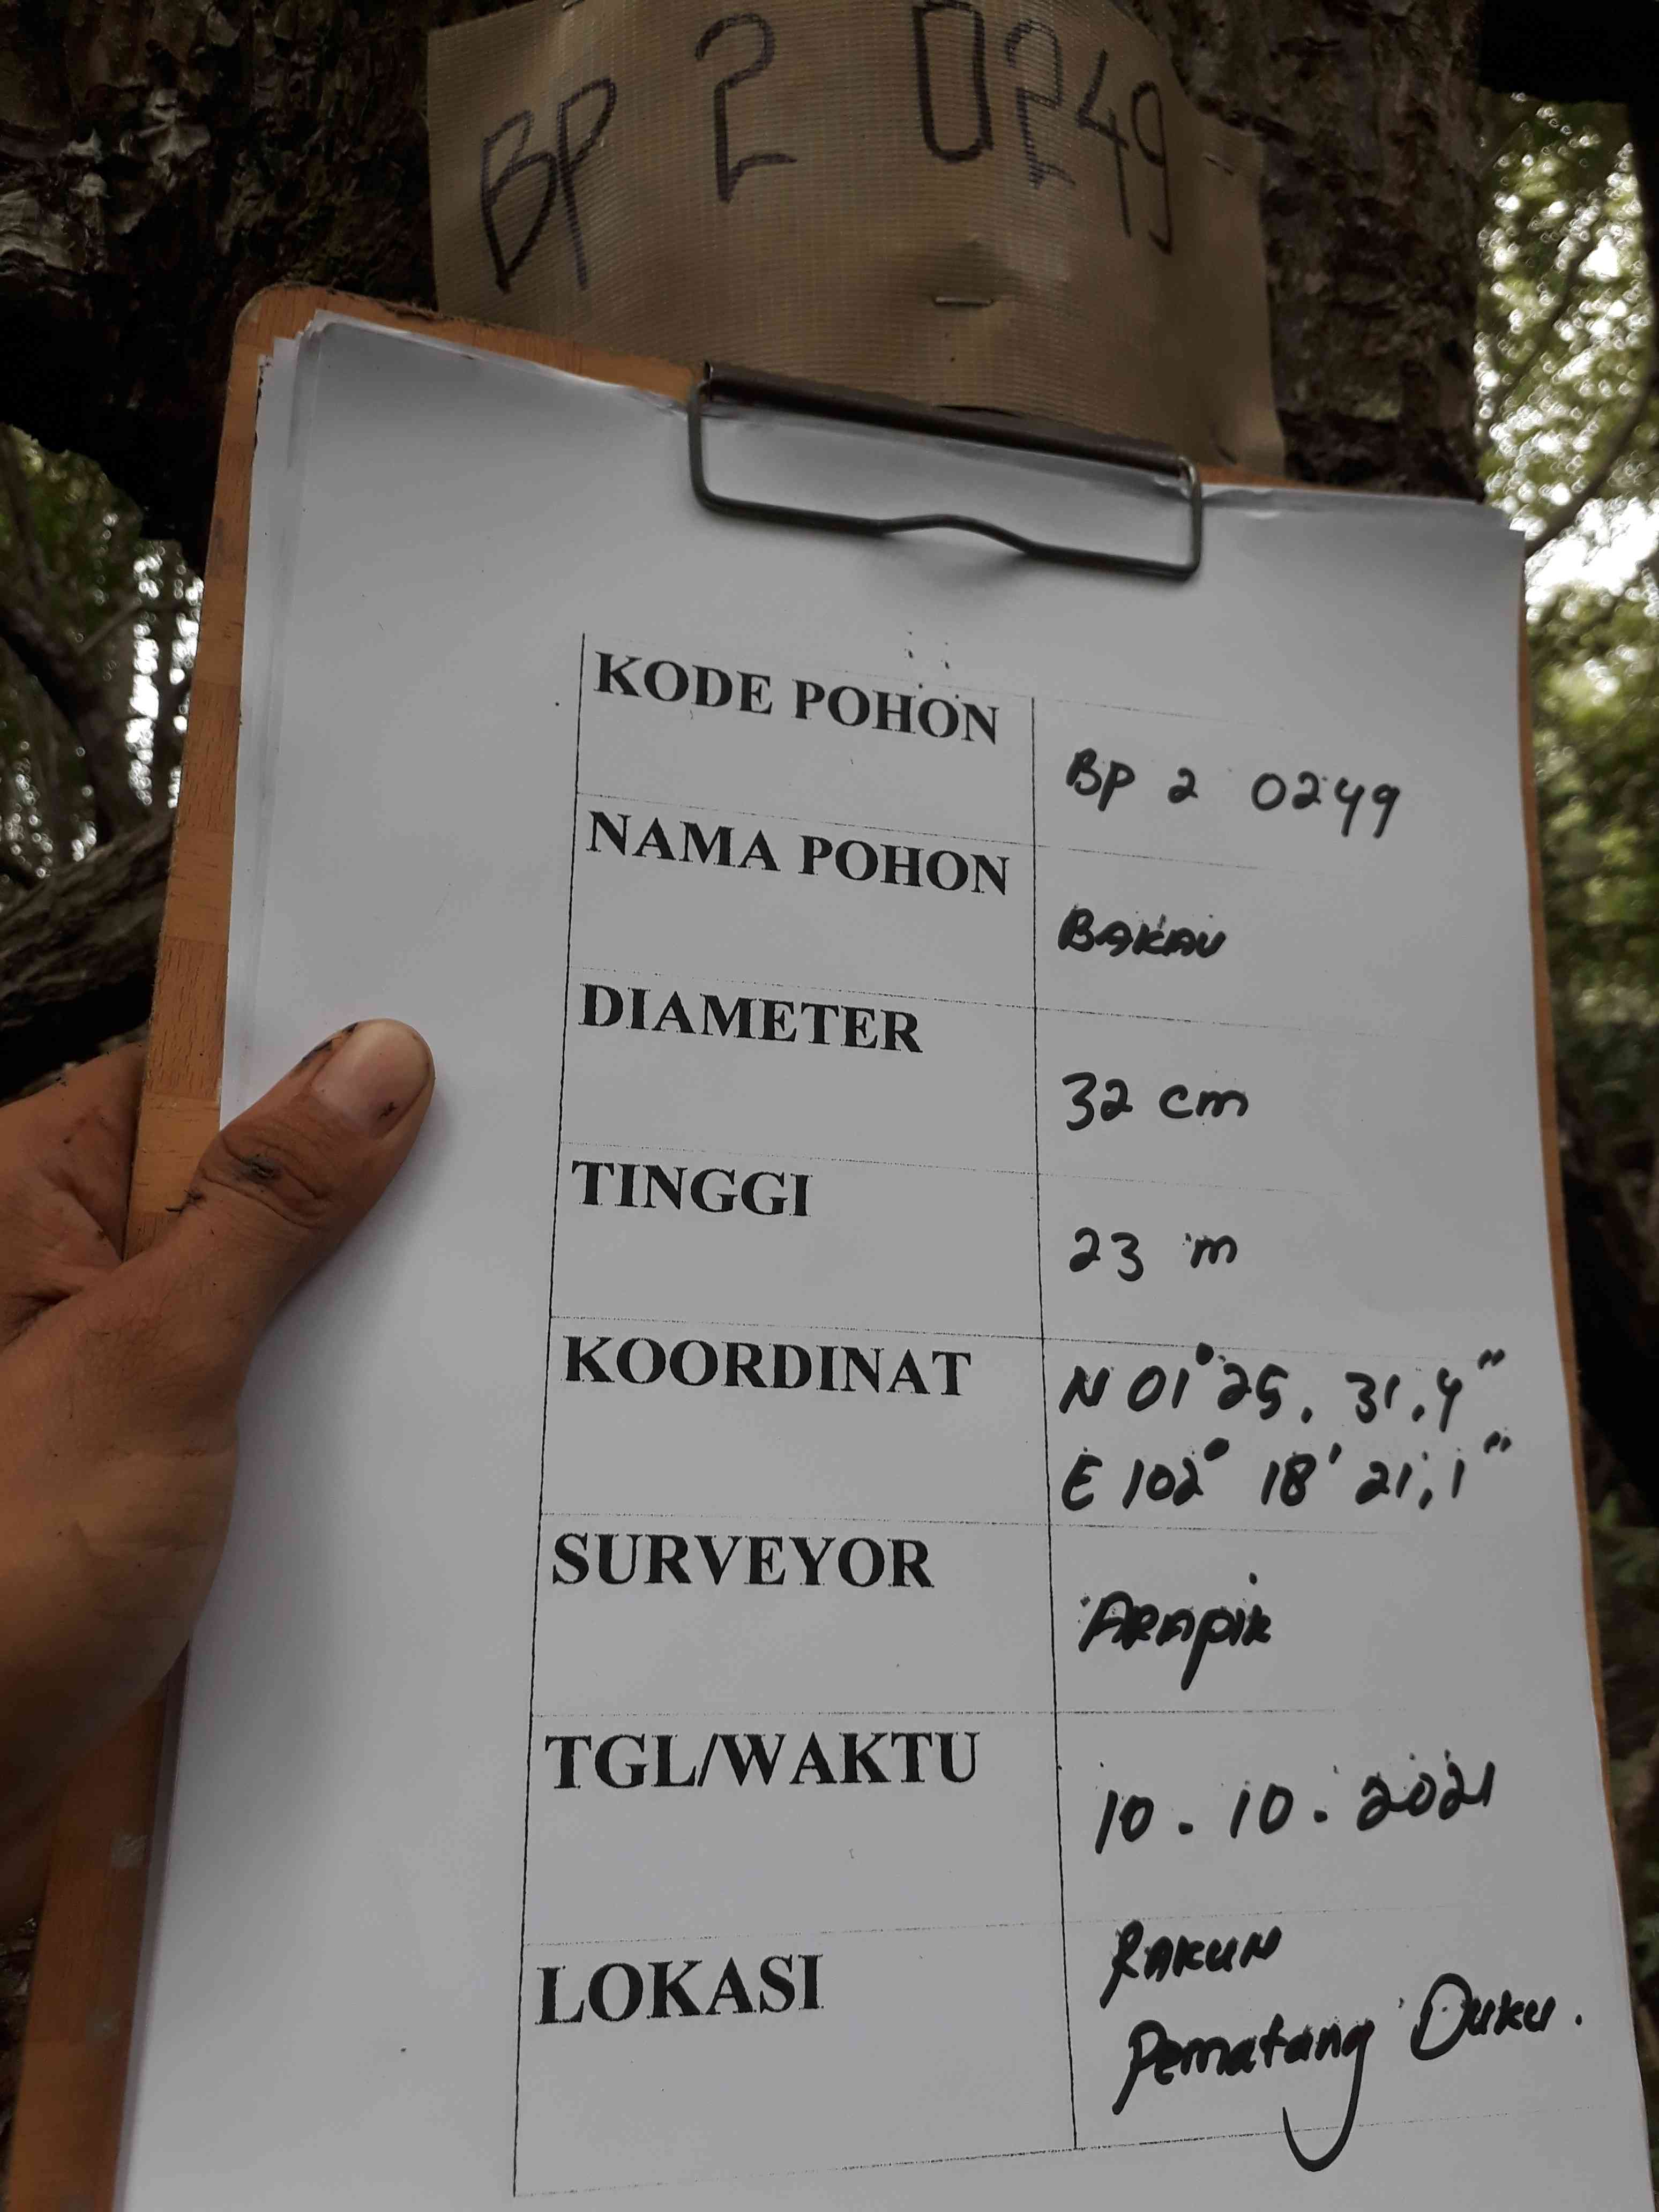 BP 2 0249
KODE POHON
BP 2 0249
NAMA POHON
BAKAU
DIAMETER
32 cm
TINGGI
23 m
KOORDINAT
N 01° 25. 31.4"
E 102° 18' 21,1"
SURVEYOR
ARApik
TGL/WAKTU
10. 10. 2021
LOKASI
RAKUN
Pematang Duku.